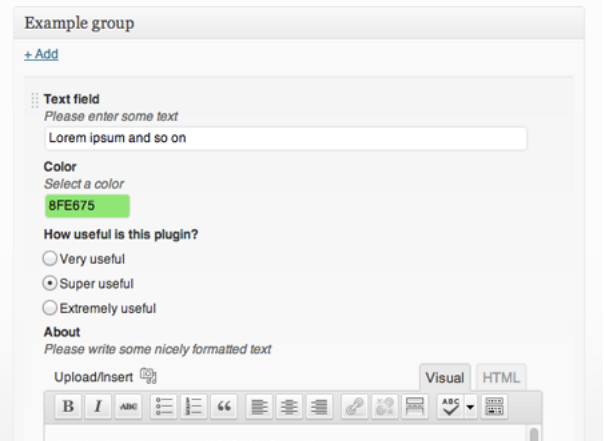 Example group
+ Add
Text field
Please enter some text
Lorem ipsum and so on
Color
Select a color
8FE675
How useful is this plugin?
Very useful
Super useful
Extremely useful
About
Please write some nicely formatted text
Upload/Insert Visual HTML
B I ABC ABC